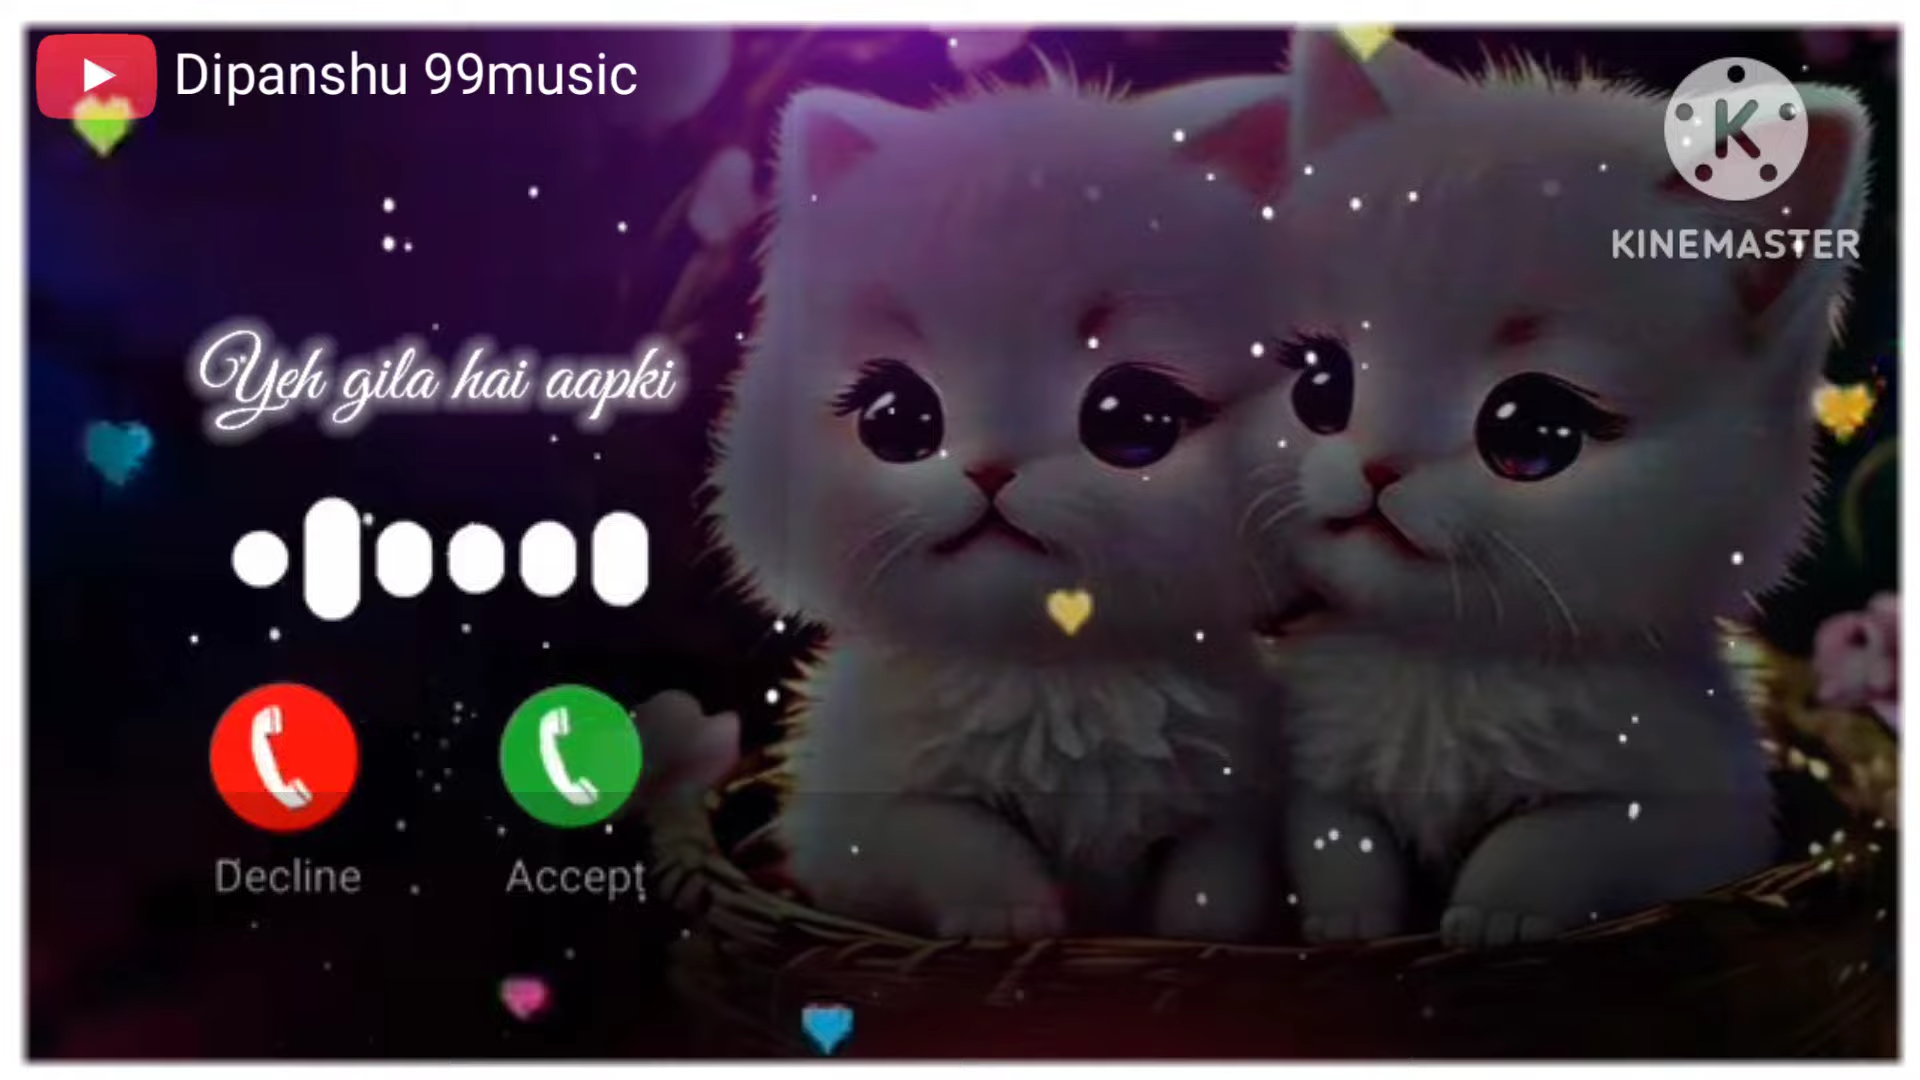 Dipanshu 99music
K
KINEMASTER
Yeh gila hai aapki
Decline
Accept